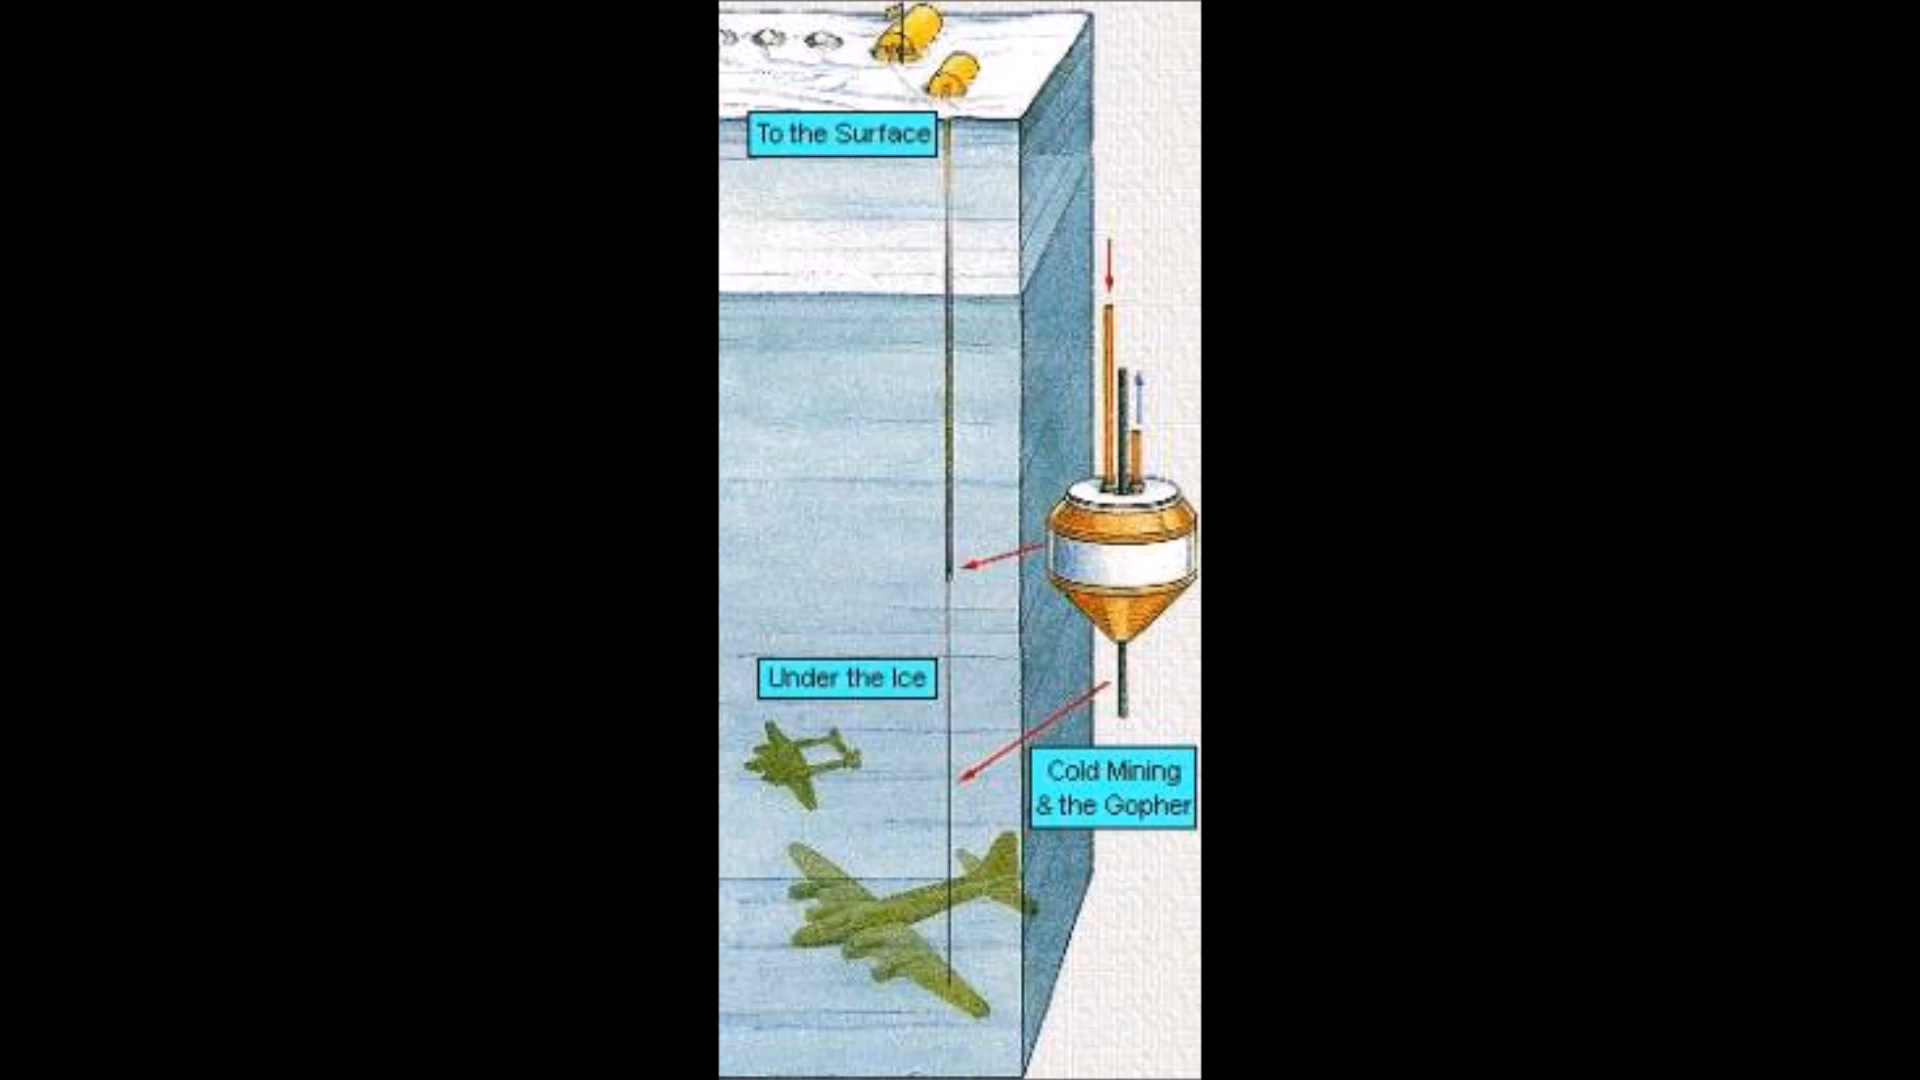 To the Surface
Under the Ice
Cold Mining
& the Gopher